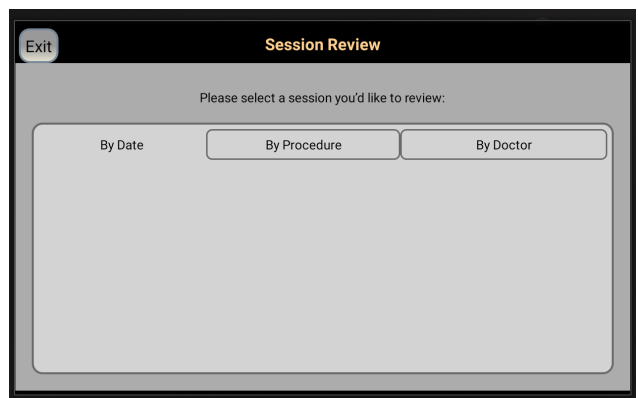 Exit
Session Review
Please select a session you'd like to review:
By Date
By Procedure
By Doctor